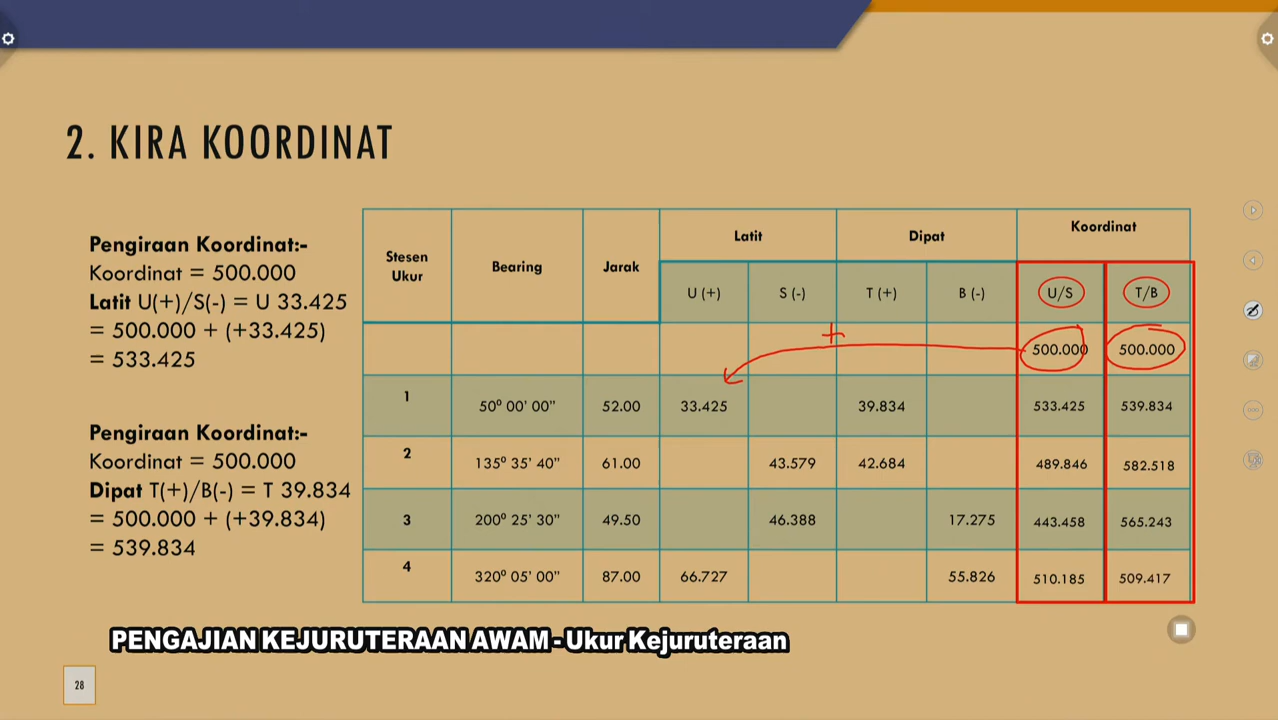 2. KIRA KOORDINAT
Pengiraan Koordinat:-
Koordinat = 500.000
Latit U(+)/S(-) = U 33.425
= 500.000 + (+33.425)
= 533.425
Pengiraan Koordinat:-
Koordinat = 500.000
Dipat T(+)/B(-) = T 39.834
= 500.000 + (+39.834)
= 539.834
Stesen Ukur Bearing Jarak Latit Dipat Koordinat
U (+) S (-) T (+) B (-) U/S T/B
+
500.000 500.000
1 50⁰ 00’ 00” 52.00 33.425 39.834 533.425 539.834
2 135⁰ 35’ 40” 61.00 43.579 42.684 489.846 582.518
3 200⁰ 25’ 30” 49.50 46.388 17.275 443.458 565.243
4 320⁰ 05’ 00” 87.00 66.727 55.826 510.185 509.417
PENGAJIAN KEJURUTERAAN AWAM - Ukur Kejuruteraan
28